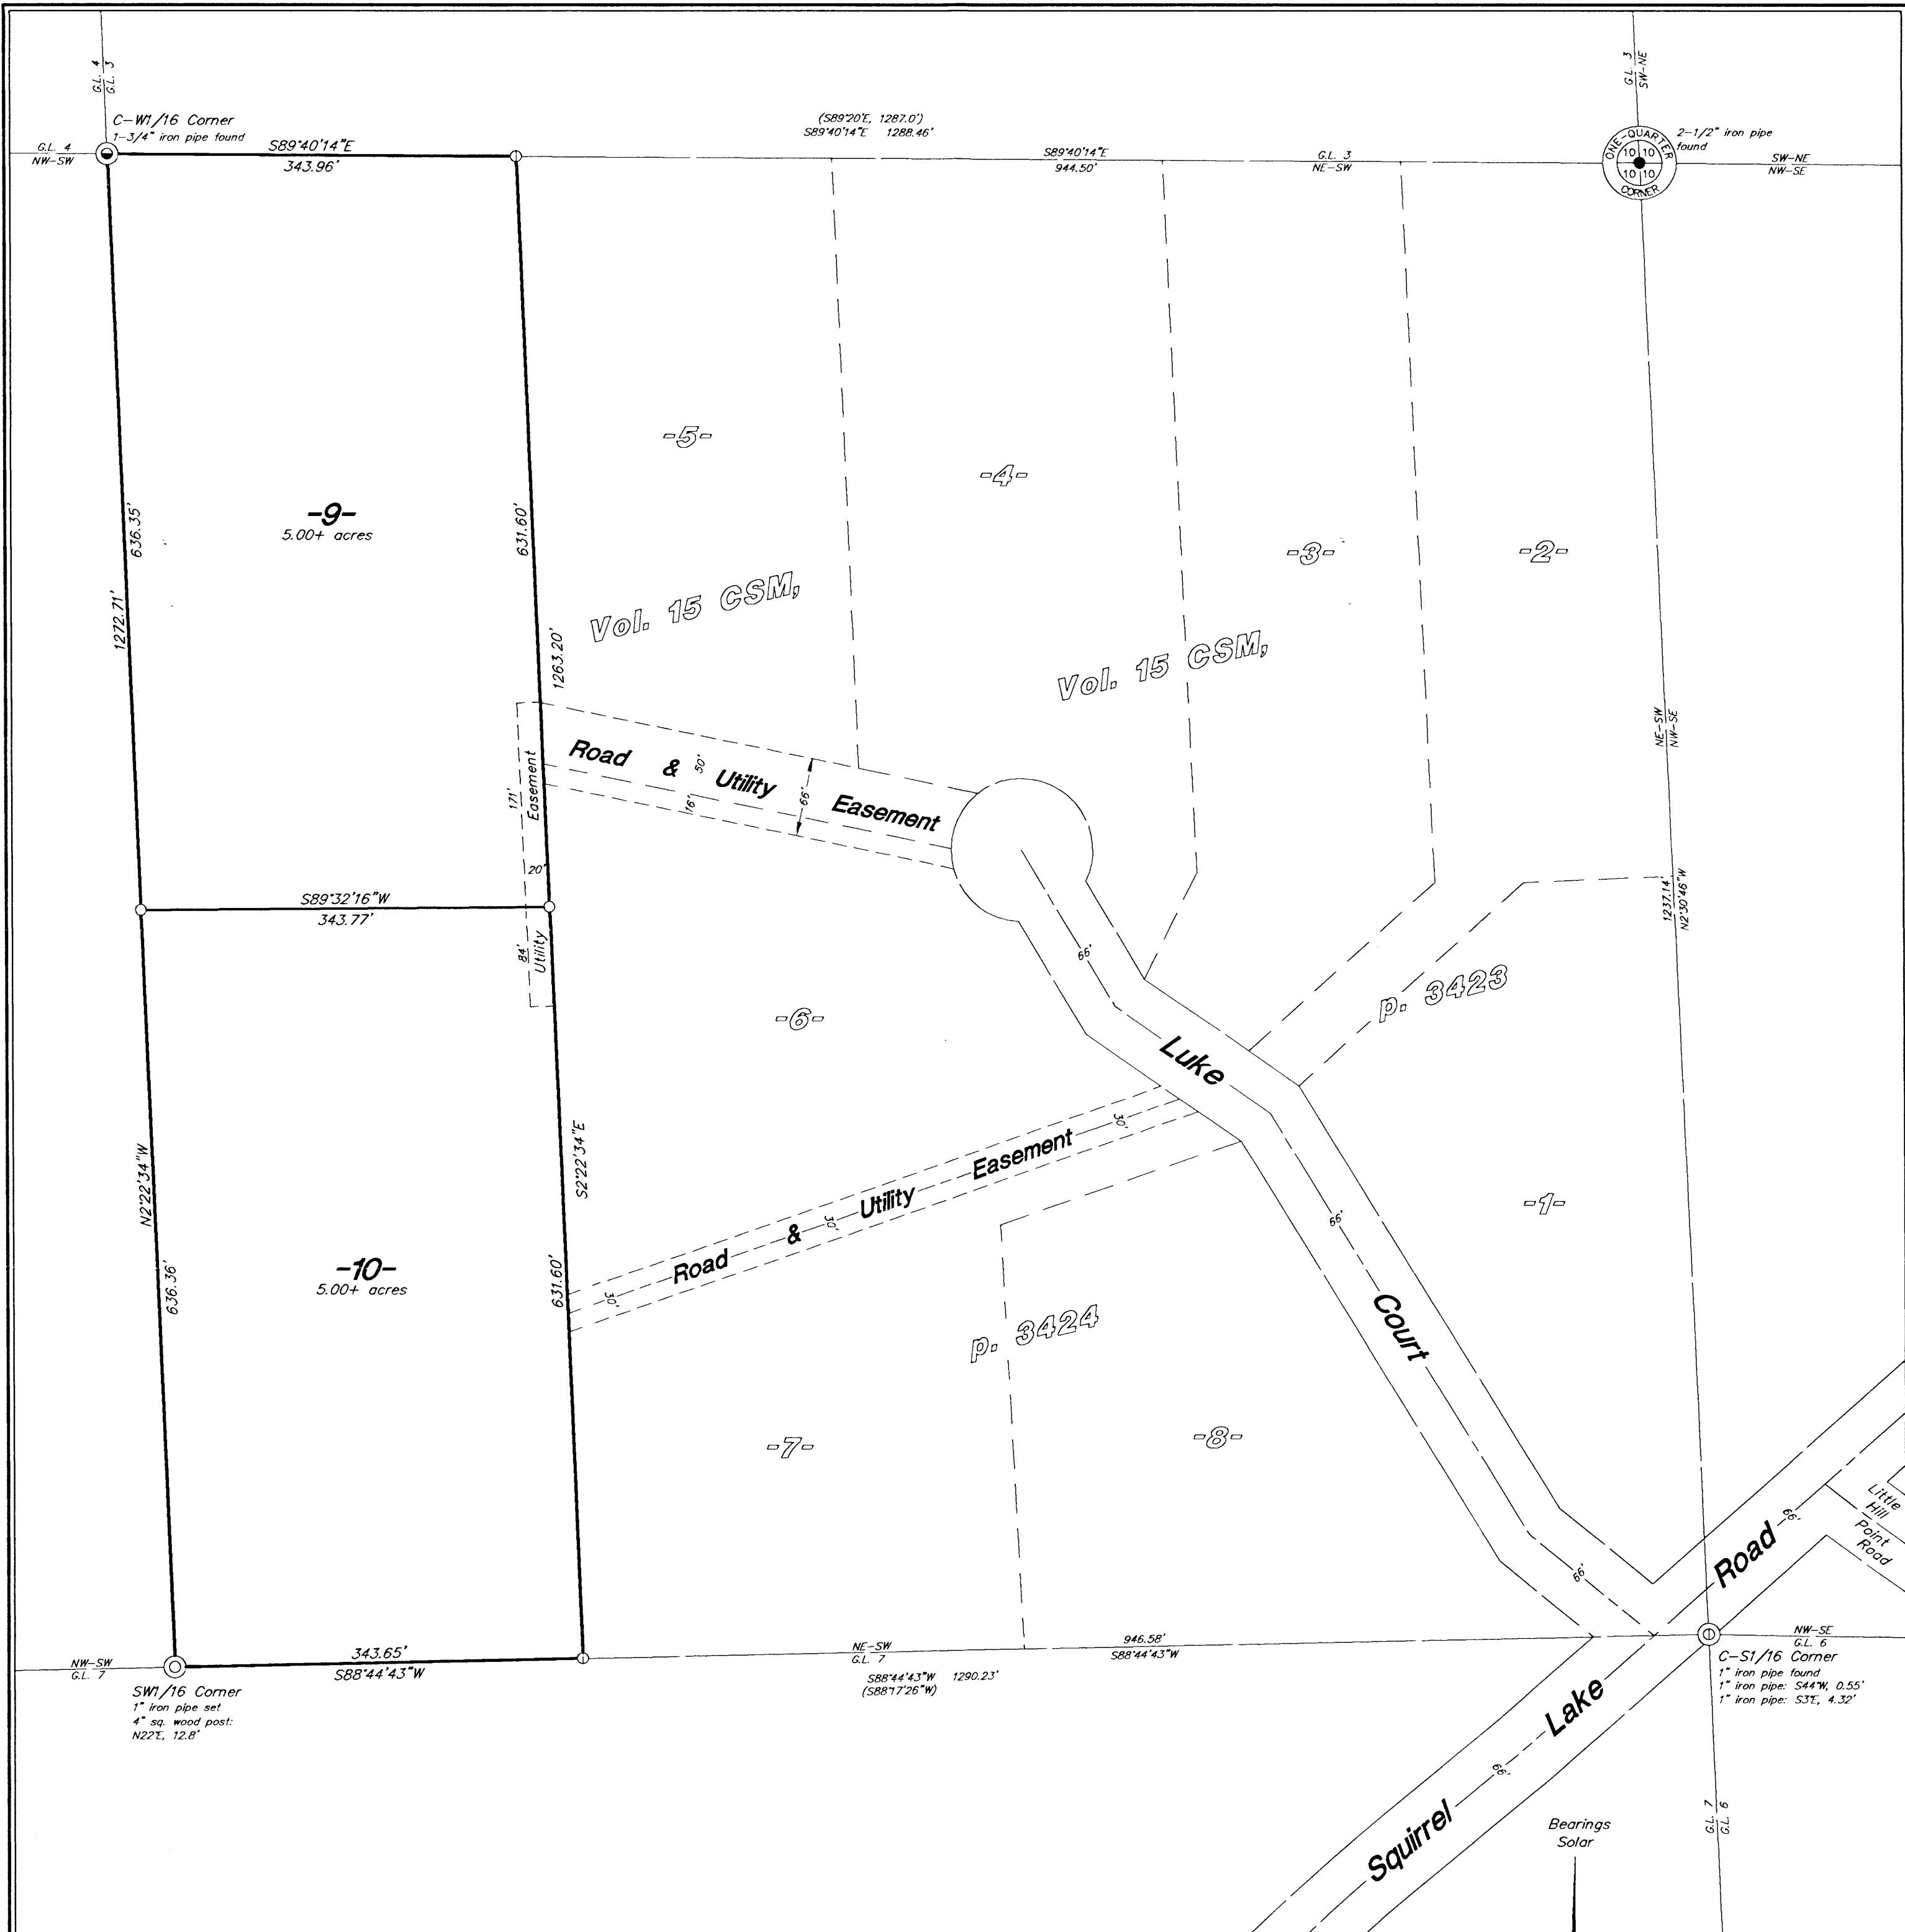 G.L. 4
G.L. 3
G.L. 3
SW-NE
C-W1/16 Corner
1-3/4" iron pipe found
(S89°20'E, 1287.0')
S89°40'14"E 1288.46'
ONE-QUARTER
10 10
10 10
CORNER
2-1/2" iron pipe
found
G.L. 4
NW-SW
S89°40'14"E
343.96'
S89°40'14"E
944.50'
G.L. 3
NE-SW
SW-NE
NW-SE
-5-
-4-
-3-
-2-
-9-
5.00+ acres
636.35'
631.60'
1272.71'
1263.20'
Vol. 15 CSM,
Vol. 15 CSM,
NE-SW
NW-SE
Road & Utility Easement
50'
16'
66'
171'
Easement
20'
84'
Utility
S89°32'16"W
343.77'
1237.14'
N2°30'46"W
66'
p. 3423
-6-
Luke
Court
N2°22'34"W
S2°22'34"E
Road & Utility Easement
30'
30'
30'
66'
-1-
-10-
5.00+ acres
636.36'
631.60'
p. 3424
-7-
-8-
66'
66'
Little
Hill
Point
Road
Squirrel Lake Road
66'
NW-SW
G.L. 7
343.65'
S88°44'43"W
NE-SW
G.L. 7
946.58'
S88°44'43"W
S88°44'43"W 1290.23'
(S88°17'26"W)
NW-SE
G.L. 6
SW1/16 Corner
1" iron pipe set
4" sq. wood post:
N22°E, 12.8'
C-S1/16 Corner
1" iron pipe found
1" iron pipe: S44°W, 0.55'
1" iron pipe: S3°E, 4.32'
G.L. 7
G.L. 6
Bearings
Solar